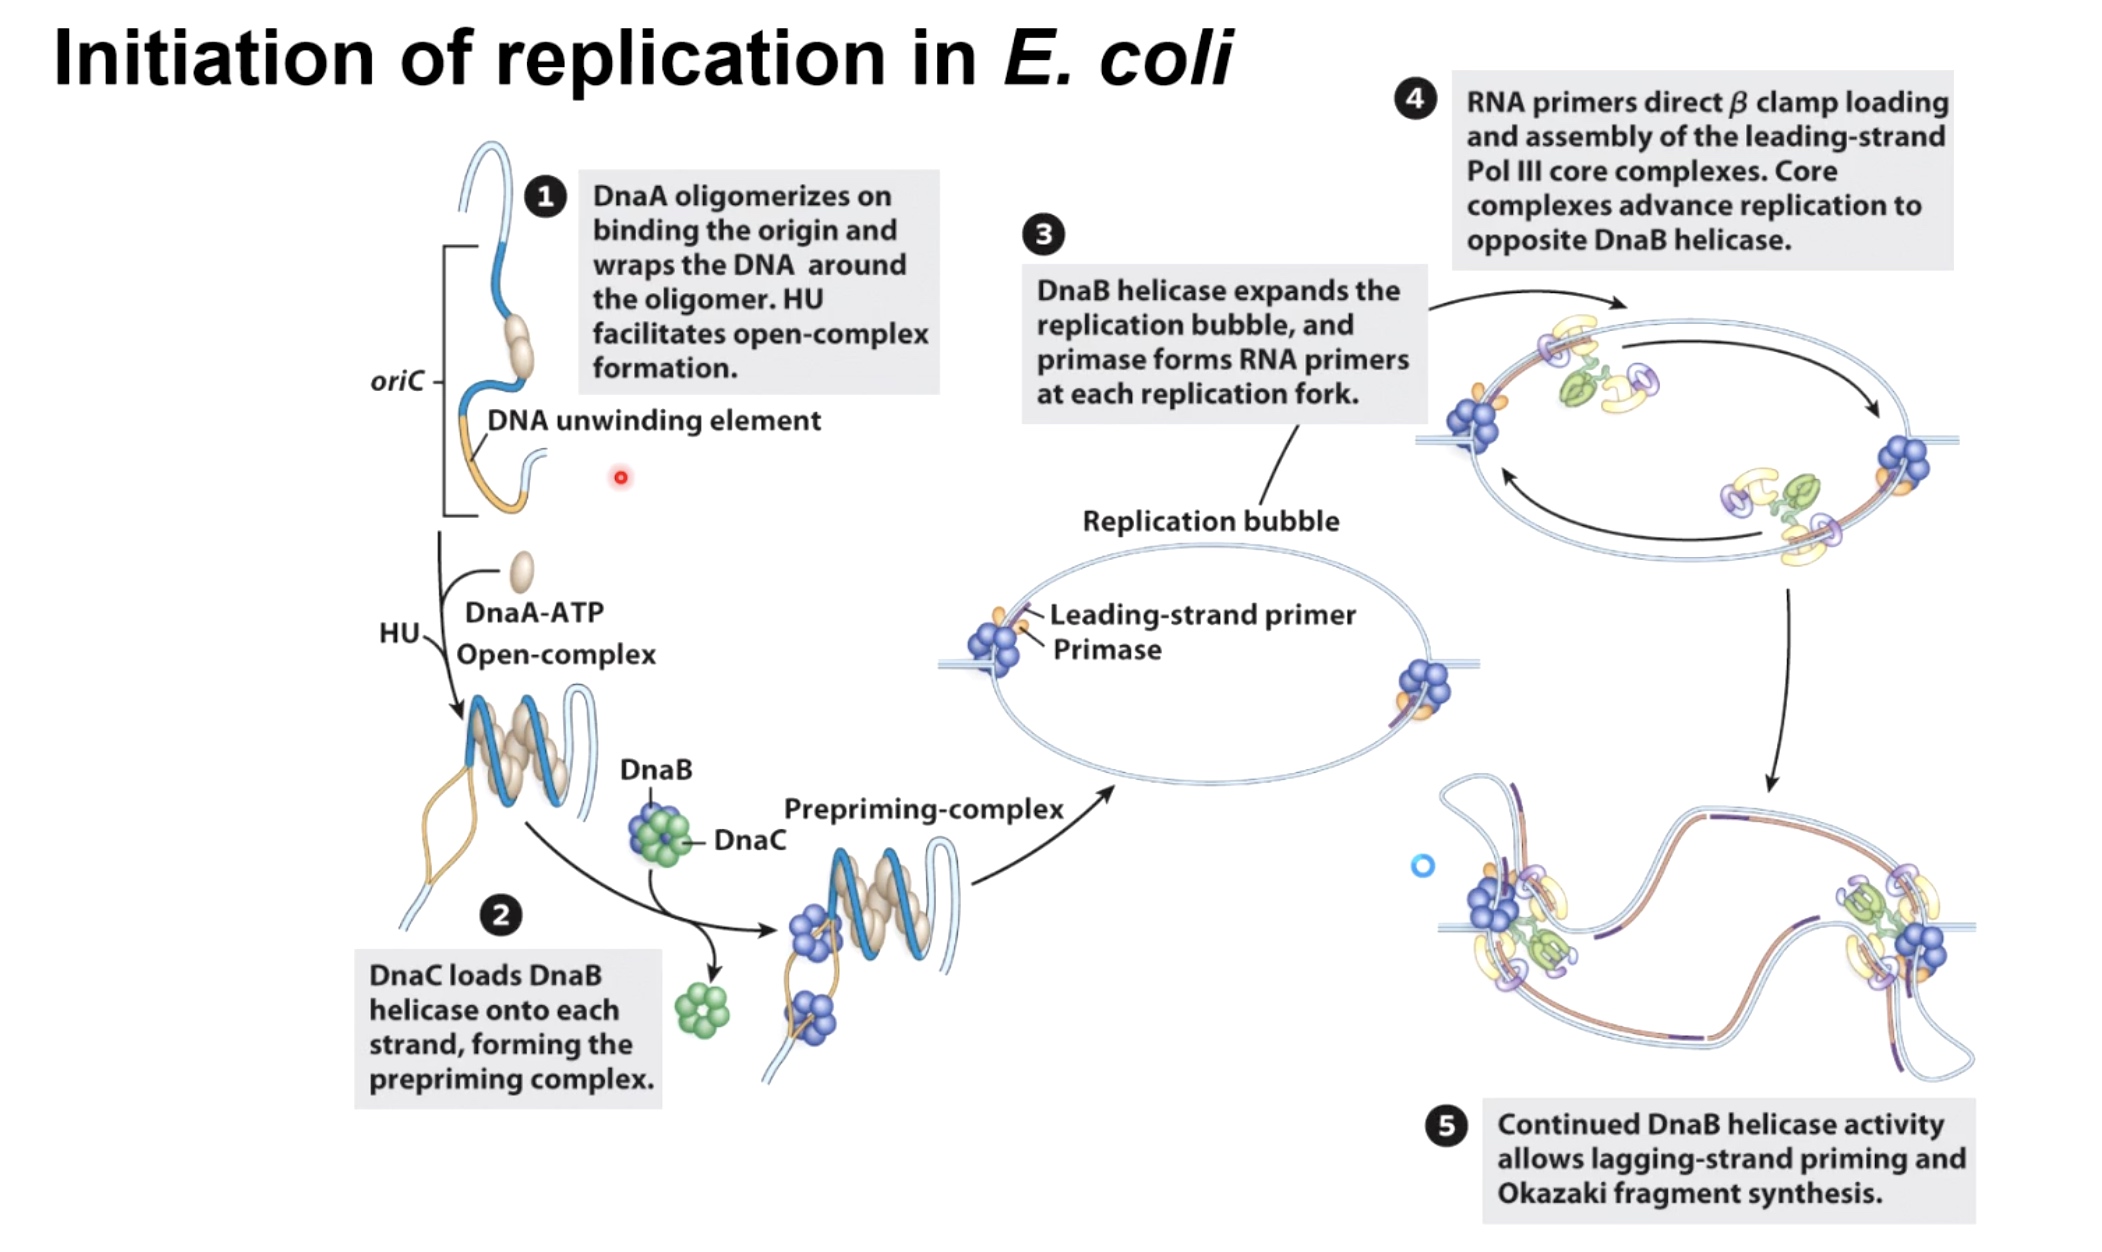 Initiation of replication in E. coli
1
DnaA oligomerizes on
binding the origin and
wraps the DNA around
the oligomer. HU
facilitates open-complex
formation.
oriC
DNA unwinding element
DnaA-ATP
HU
Open-complex
2
DnaC loads DnaB
helicase onto each
strand, forming the
prepriming complex.
DnaB
DnaC
Prepriming-complex
3
DnaB helicase expands the
replication bubble, and
primase forms RNA primers
at each replication fork.
Replication bubble
Leading-strand primer
Primase
4
RNA primers direct β clamp loading
and assembly of the leading-strand
Pol III core complexes. Core
complexes advance replication to
opposite DnaB helicase.
5
Continued DnaB helicase activity
allows lagging-strand priming and
Okazaki fragment synthesis.